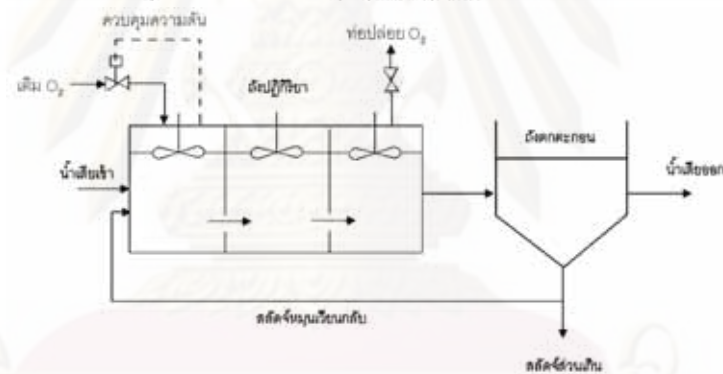 ควบคุมความดัน
ท่อปล่อย O₂
เติม O₂
ถังปฏิกิริยา
ถังตกตะกอน
น้ำเสียเข้า
น้ำเสียออก
สลัดจ์หมุนเวียนกลับ
สลัดจ์ส่วนเกิน